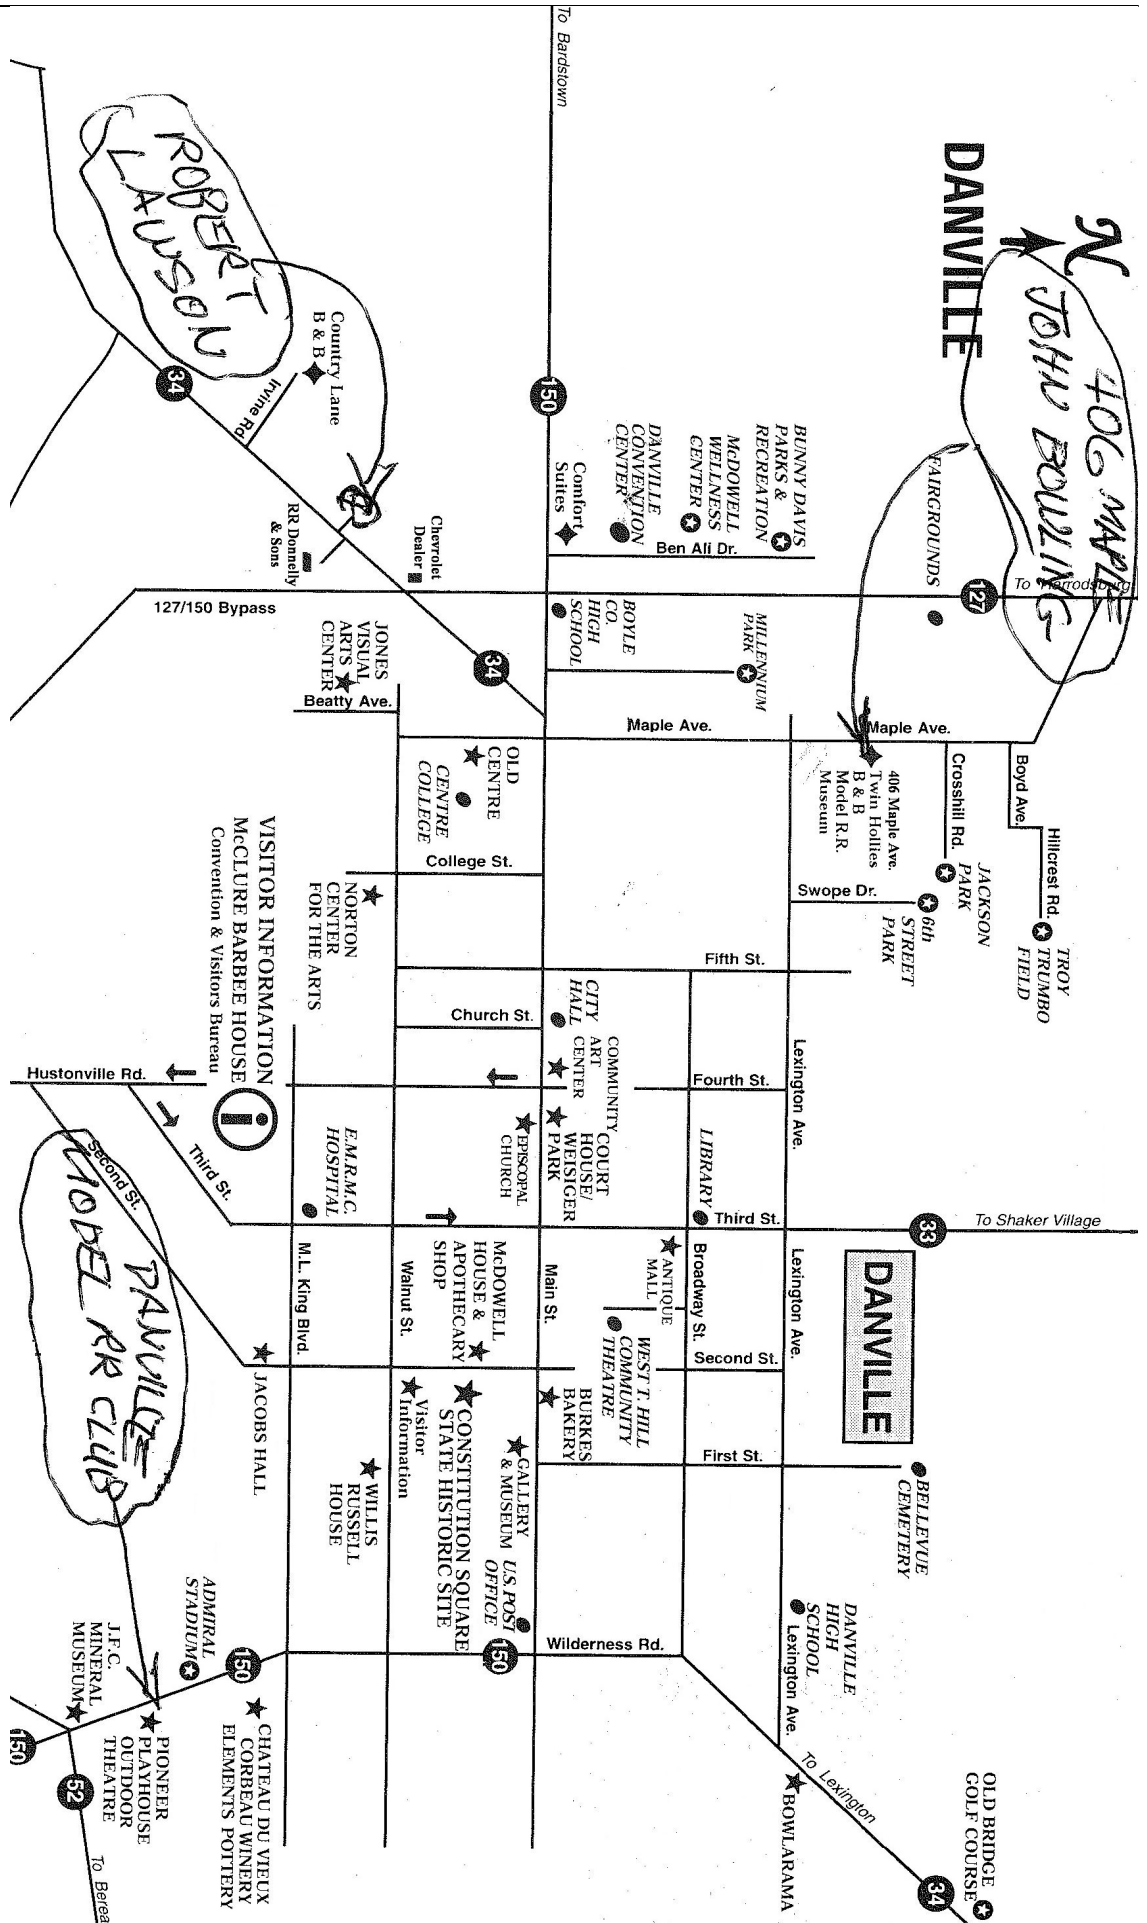 N
406 MAPLE
JOHN BOWLING
DANVILLE
To Harrodsburg
127
FAIRGROUNDS
To Bardstown
150
BUNNY DAVIS
PARKS &
RECREATION
McDOWELL
WELLNESS
CENTER
DANVILLE
CONVENTION
CENTER
Comfort
Suites
Ben Ali Dr.
ROBERT
LAWSON
Country Lane
B & B
Irvine Rd
34
Chevrolet
Dealer
RR Donnelly
& Sons
127/150 Bypass
MILLENNIUM
PARK
BOYLE
CO.
HIGH
SCHOOL
34
JONES
VISUAL
ARTS
CENTER
Beatty Ave.
Maple Ave.
Maple Ave.
Boyd Ave.
Hillcrest Rd.
TROY
TRUMBO
FIELD
Crosshill Rd.
JACKSON
PARK
406 Maple Ave.
Twin Hollies
B & B
Model R.R.
Museum
Swope Dr.
6th
STREET
PARK
OLD
CENTRE
CENTRE
COLLEGE
College St.
NORTON
CENTER
FOR THE ARTS
Fifth St.
Church St.
CITY
HALL
COMMUNITY
ART
CENTER
VISITOR INFORMATION
McCLURE BARBEE HOUSE
Convention & Visitors Bureau
i
Hustonville Rd.
Fourth St.
Lexington Ave.
COURT
HOUSE/
WEISIGER
PARK
EPISCOPAL
CHURCH
LIBRARY
E.M.R.M.C.
HOSPITAL
Third St.
Second St.
Third St.
33
To Shaker Village
DANVILLE
Lexington Ave.
Broadway St.
ANTIQUE
MALL
Main St.
Walnut St.
M.L. King Blvd.
McDOWELL
HOUSE &
APOTHECARY
SHOP
WEST T. HILL
COMMUNITY
THEATRE
Second St.
JACOBS HALL
DANVILLE
MODEL RR CLUB
BURKES
BAKERY
CONSTITUTION SQUARE
STATE HISTORIC SITE
Visitor
Information
First St.
BELLEVUE
CEMETERY
GALLERY
& MUSEUM
WILLIS
RUSSELL
HOUSE
U.S. POST
OFFICE
DANVILLE
HIGH
SCHOOL
Lexington Ave.
Wilderness Rd.
150
150
ADMIRAL
STADIUM
J.F.C.
MINERAL
MUSEUM
PIONEER
PLAYHOUSE
OUTDOOR
THEATRE
CHATEAU DU VIEUX
CORBEAU WINERY
ELEMENTS POTTERY
150
52
To Berea
To Lexington
BOWLARAMA
OLD BRIDGE
GOLF COURSE
34